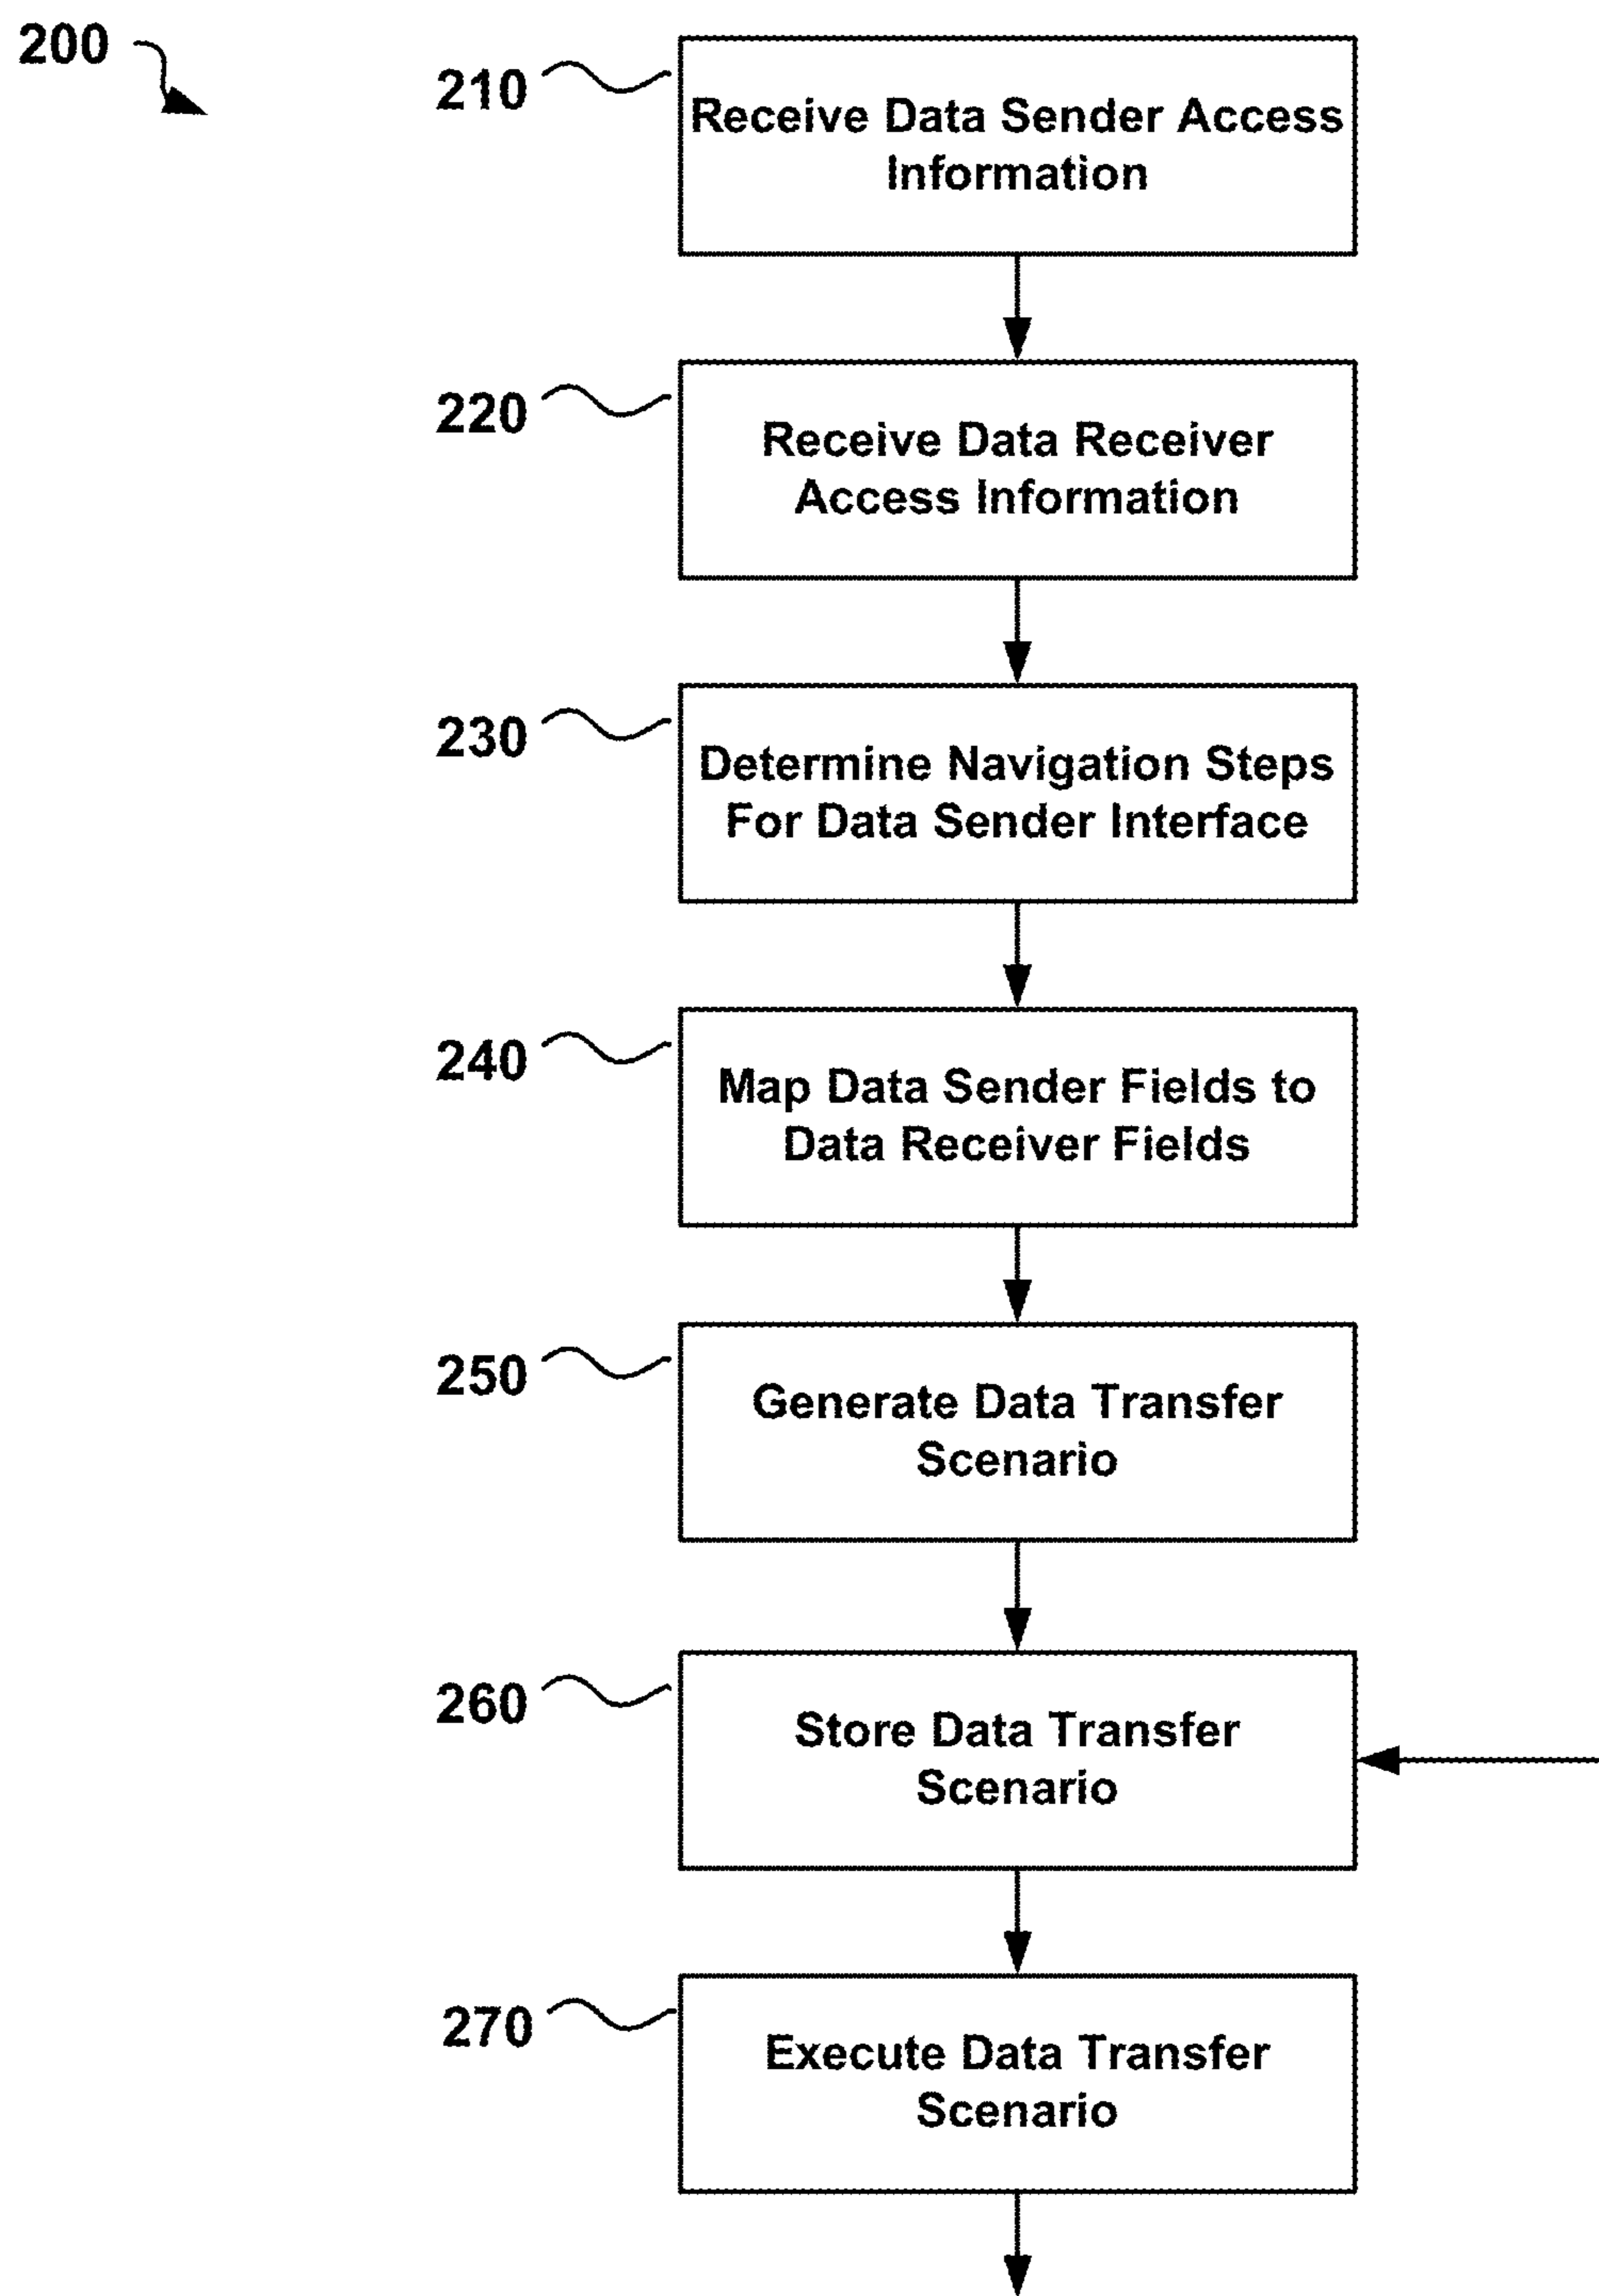 200
210
Receive Data Sender Access
Information
220
Receive Data Receiver
Access Information
230
Determine Navigation Steps
For Data Sender Interface
240
Map Data Sender Fields to
Data Receiver Fields
250
Generate Data Transfer
Scenario
260
Store Data Transfer
Scenario
270
Execute Data Transfer
Scenario